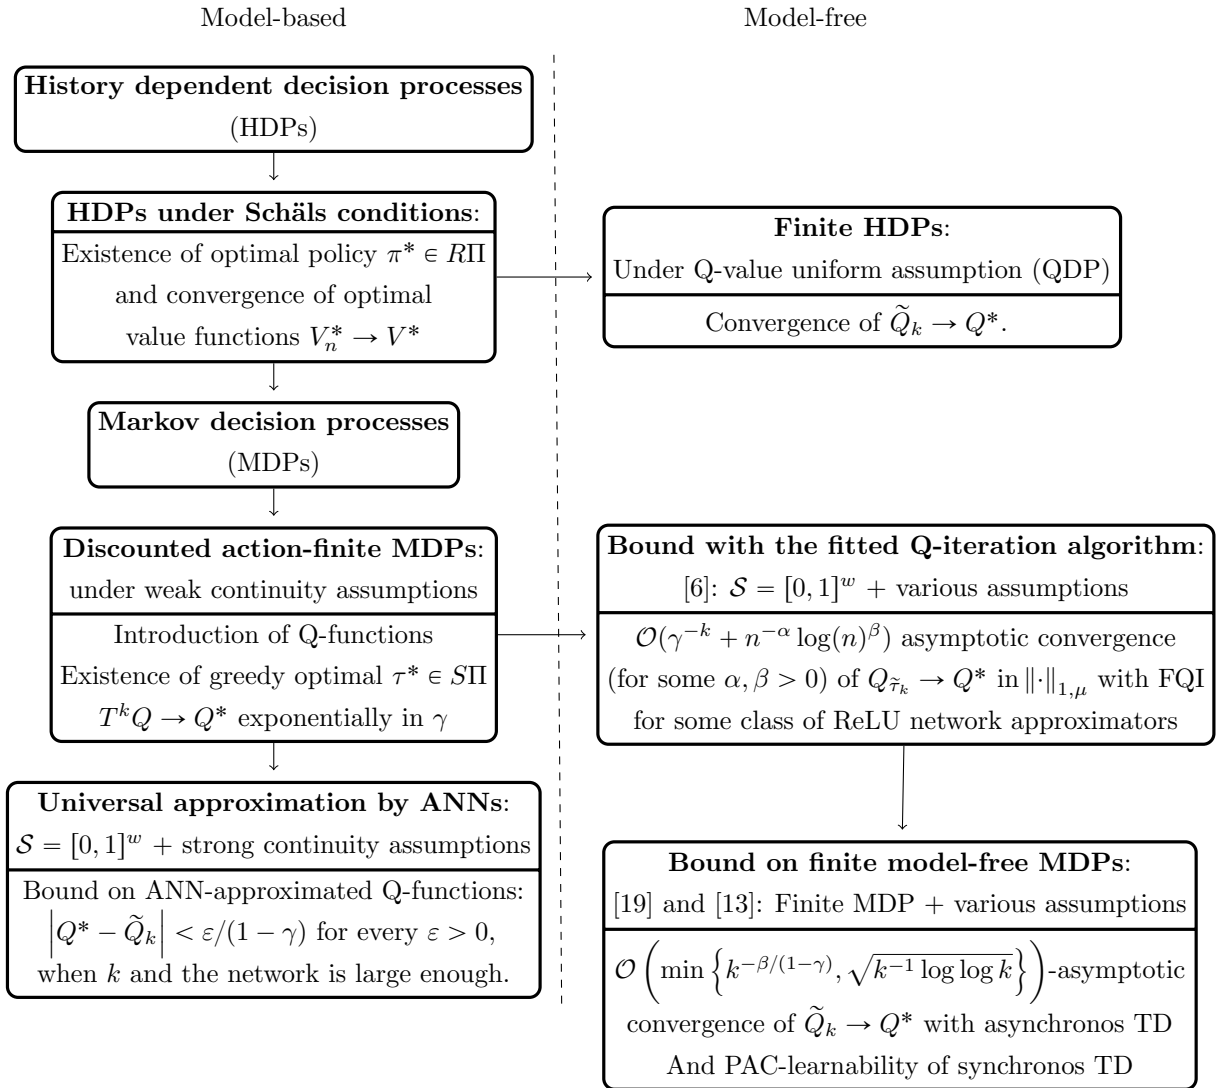 Model-based
Model-free
History dependent decision processes
(HDPs)
HDPs under Schäls conditions:
Existence of optimal policy π* ∈ RΠ
and convergence of optimal
value functions V*_n → V*
Finite HDPs:
Under Q-value uniform assumption (QDP)
Convergence of Q̃_k → Q*.
Markov decision processes
(MDPs)
Discounted action-finite MDPs:
under weak continuity assumptions
Introduction of Q-functions
Existence of greedy optimal τ* ∈ SΠ
T^k Q → Q* exponentially in γ
Bound with the fitted Q-iteration algorithm:
[6]: 𝒮 = [0, 1]^w + various assumptions
𝒪(γ^{-k} + n^{-α} log(n)^β) asymptotic convergence
(for some α, β > 0) of Q_{τ̃_k} → Q* in ‖·‖_{1,μ} with FQI
for some class of ReLU network approximators
Universal approximation by ANNs:
𝒮 = [0, 1]^w + strong continuity assumptions
Bound on ANN-approximated Q-functions:
|Q* − Q̃_k| < ε/(1 − γ) for every ε > 0,
when k and the network is large enough.
Bound on finite model-free MDPs:
[19] and [13]: Finite MDP + various assumptions
𝒪(min{k^{-β/(1-γ)}, √(k^{-1} log log k)})-asymptotic
convergence of Q̃_k → Q* with asynchronos TD
And PAC-learnability of synchronos TD